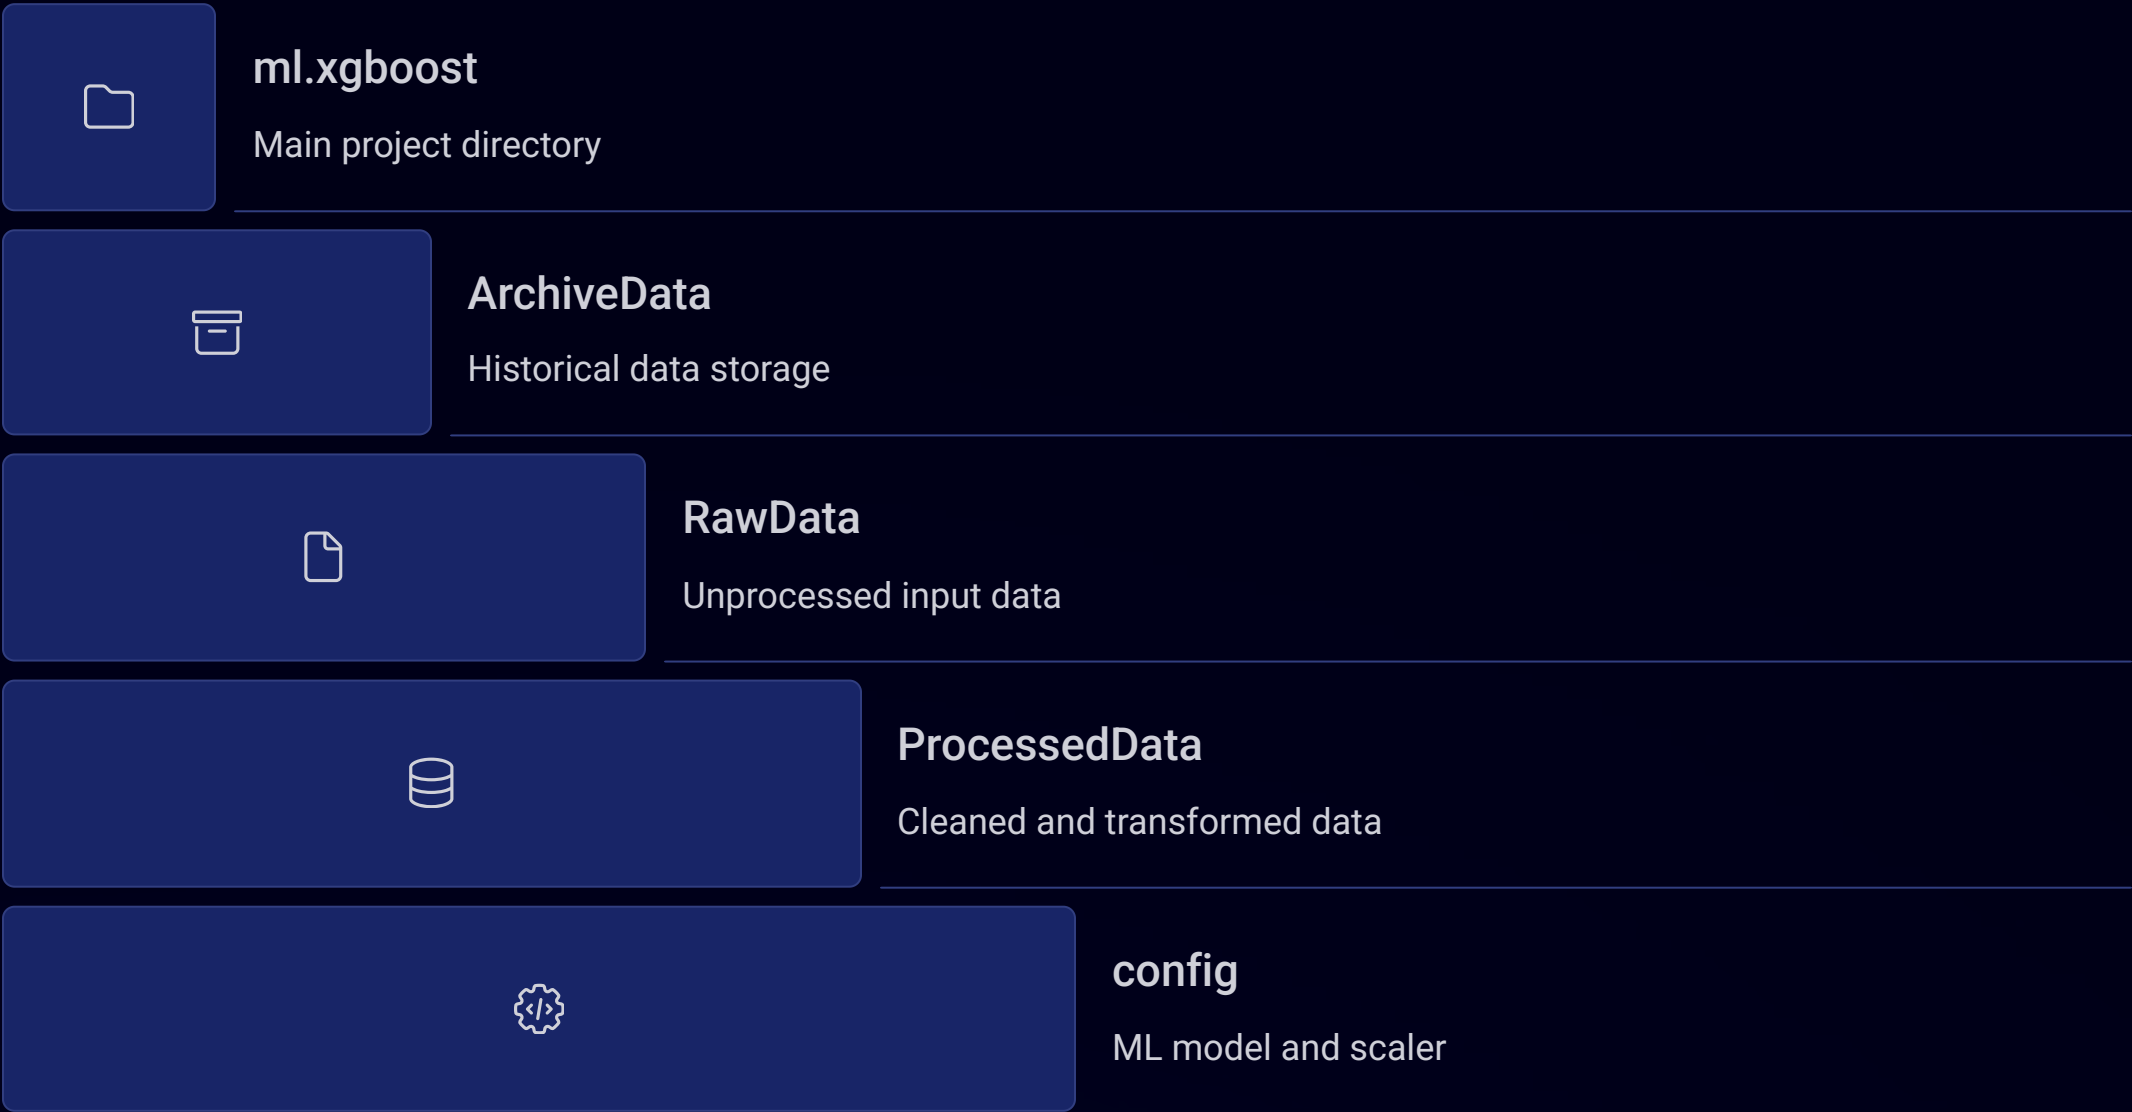 ml.xgboost
Main project directory
ArchiveData
Historical data storage
RawData
Unprocessed input data
ProcessedData
Cleaned and transformed data
config
ML model and scaler